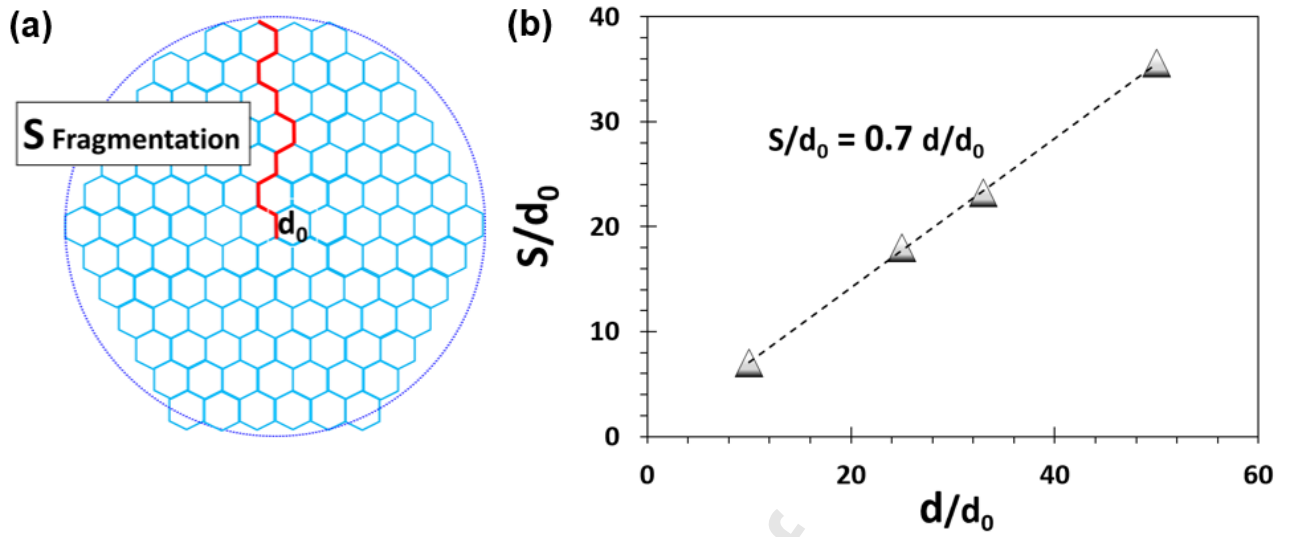 (a)
S Fragmentation
d₀
(b)
40
30
20
10
0
S/d₀
S/d₀ = 0.7 d/d₀
0 20 40 60
d/d₀
c